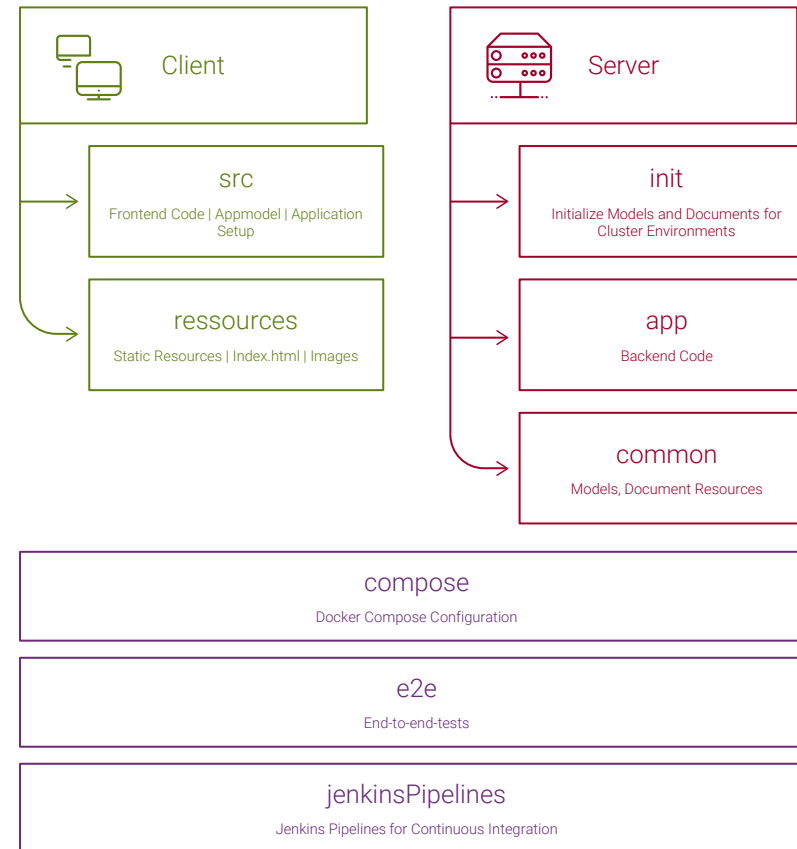 Client
Server
src
Frontend Code | Appmodel | Application
Setup
init
Initialize Models and Documents for
Cluster Environments
ressources
Static Resources | Index.html | Images
app
Backend Code
common
Models, Document Resources
compose
Docker Compose Configuration
e2e
End-to-end-tests
jenkinsPipelines
Jenkins Pipelines for Continuous Integration